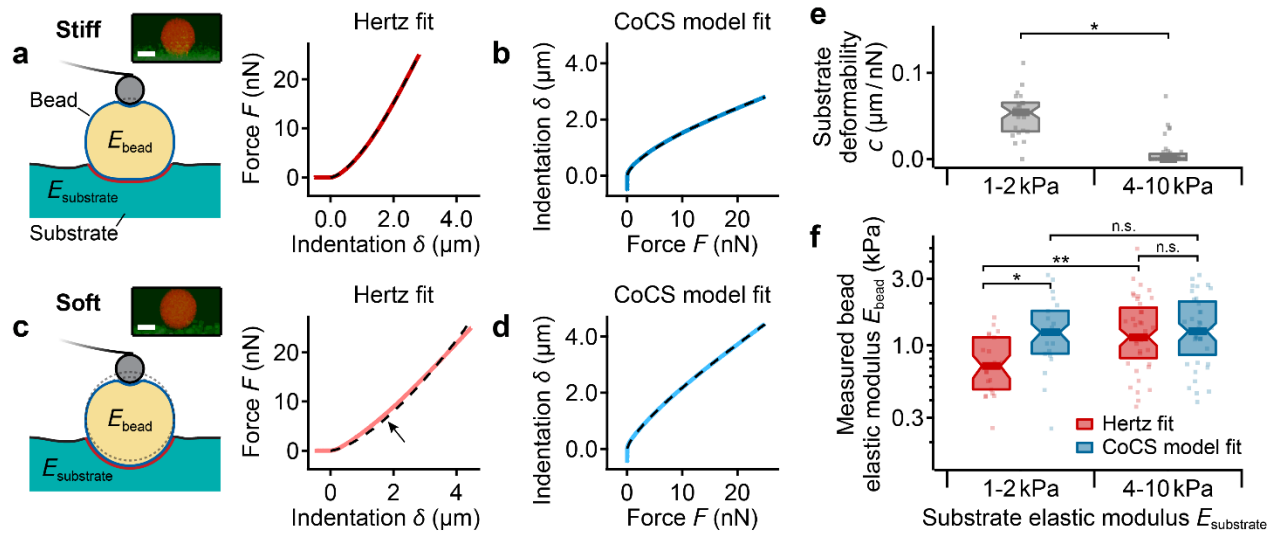 a
Stiff
Bead
E_bead
E_substrate
Substrate
Hertz fit
Force F (nN)
20
10
0
0.0 2.0 4.0
Indentation δ (μm)
b
CoCS model fit
Indentation δ (μm)
4.0
2.0
0.0
0 10 20
Force F (nN)
c
Soft
E_bead
E_substrate
Hertz fit
Force F (nN)
20
10
0
0 2 4
Indentation δ (μm)
d
CoCS model fit
Indentation δ (μm)
4.0
2.0
0.0
0 10 20
Force F (nN)
e
Substrate
deformability
c (μm / nN)
0.1
0.0
*
1-2 kPa 4-10 kPa
f
Measured bead
elastic modulus E_bead (kPa)
3.0
1.0
0.3
n.s.
** n.s.
*
Hertz fit
CoCS model fit
1-2 kPa 4-10 kPa
Substrate elastic modulus E_substrate